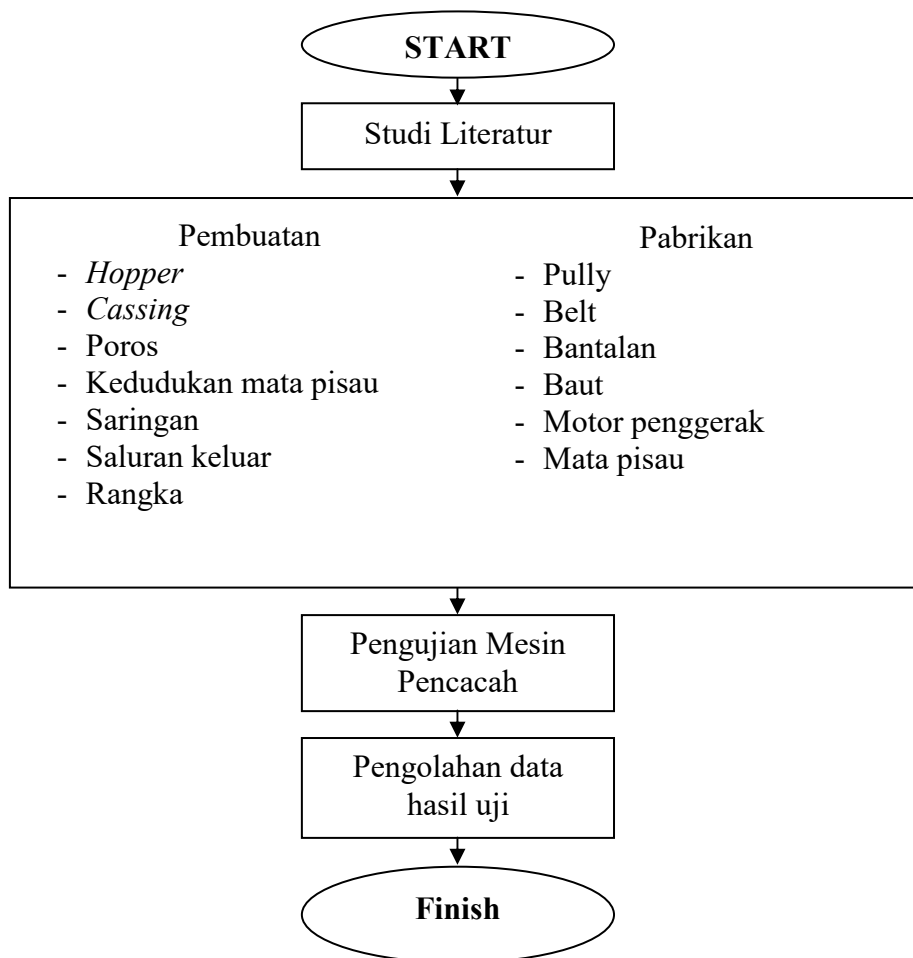 START
Studi Literatur
Pembuatan
- Hopper
- Cassing
- Poros
- Kedudukan mata pisau
- Saringan
- Saluran keluar
- Rangka
Pabrikan
- Pully
- Belt
- Bantalan
- Baut
- Motor penggerak
- Mata pisau
Pengujian Mesin
Pencacah
Pengolahan data
hasil uji
Finish